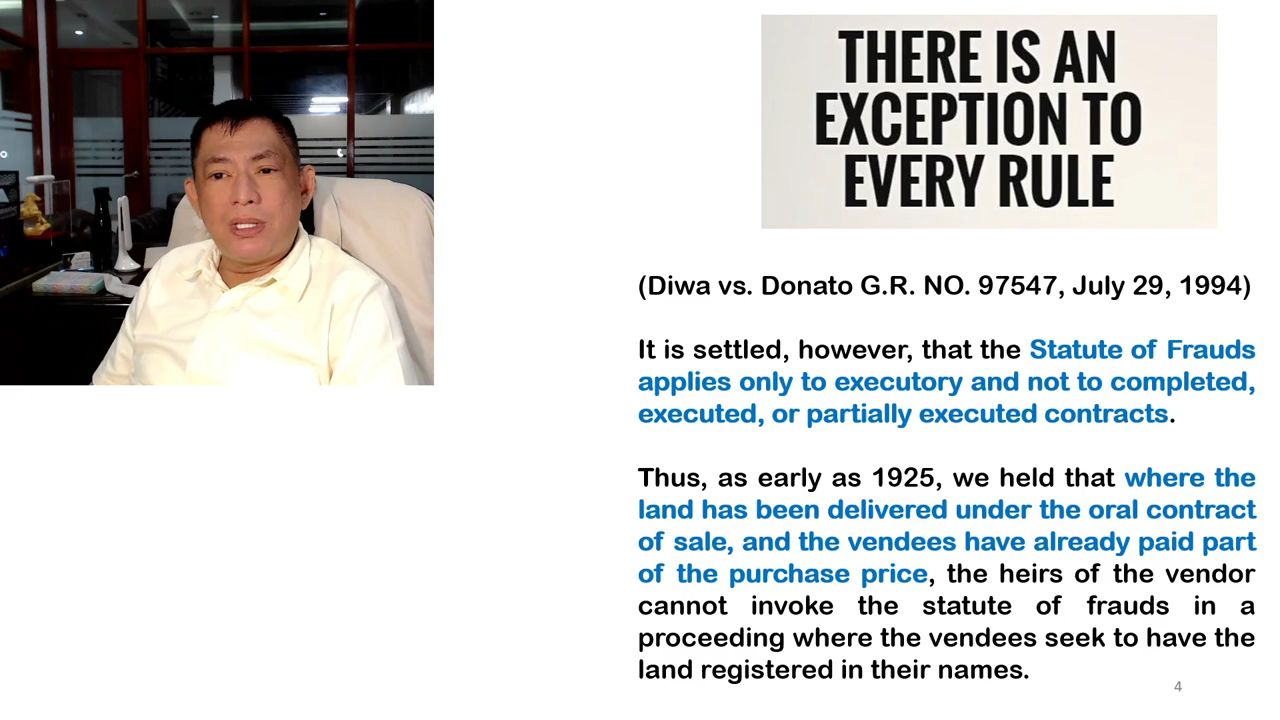 THERE IS AN
EXCEPTION TO
EVERY RULE
(Diwa vs. Donato G.R. NO. 97547, July 29, 1994)
It is settled, however, that the Statute of Frauds
applies only to executory and not to completed,
executed, or partially executed contracts.
Thus, as early as 1925, we held that where the
land has been delivered under the oral contract
of sale, and the vendees have already paid part
of the purchase price, the heirs of the vendor
cannot invoke the statute of frauds in a
proceeding where the vendees seek to have the
land registered in their names.
4